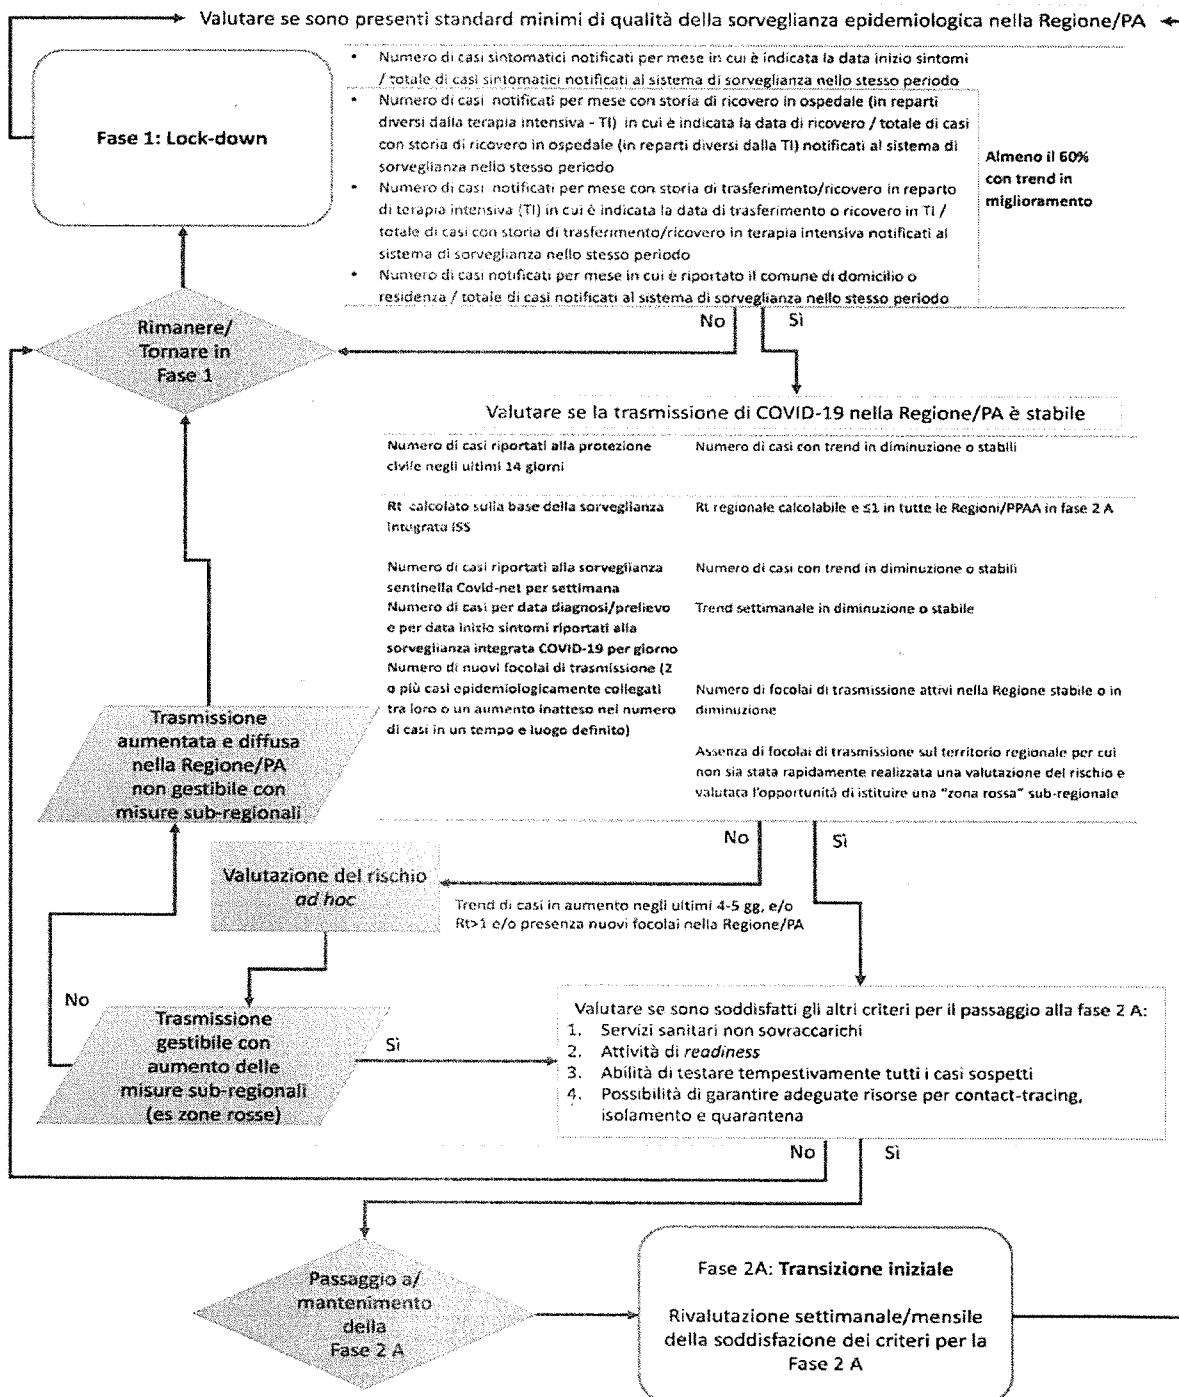 Valutare se sono presenti standard minimi di qualità della sorveglianza epidemiologica nella Regione/PA
Fase 1: Lock-down
• Numero di casi sintomatici notificati per mese in cui è indicata la data inizio sintomi
/ totale di casi sintomatici notificati al sistema di sorveglianza nello stesso periodo
• Numero di casi notificati per mese con storia di ricovero in ospedale (in reparti
diversi dalla terapia intensiva - TI) in cui è indicata la data di ricovero / totale di casi
con storia di ricovero in ospedale (in reparti diversi dalla TI) notificati al sistema di
sorveglianza nello stesso periodo
• Numero di casi notificati per mese con storia di trasferimento/ricovero in reparto
di terapia intensiva (TI) in cui è indicata la data di trasferimento o ricovero in TI /
totale di casi con storia di trasferimento/ricovero in terapia intensiva notificati al
sistema di sorveglianza nello stesso periodo
• Numero di casi notificati per mese in cui è riportato il comune di domicilio o
residenza / totale di casi notificati al sistema di sorveglianza nello stesso periodo
Almeno il 60%
con trend in
miglioramento
No
Sì
Rimanere/
Tornare in
Fase 1
Valutare se la trasmissione di COVID-19 nella Regione/PA è stabile
Numero di casi riportati alla protezione
civile negli ultimi 14 giorni
Numero di casi con trend in diminuzione o stabili
Rt calcolato sulla base della sorveglianza
integrata ISS
Rt regionale calcolabile e ≤1 in tutte le Regioni/PPAA in fase 2 A
Numero di casi riportati alla sorveglianza
sentinella Covid-net per settimana
Numero di casi con trend in diminuzione o stabili
Numero di casi per data diagnosi/prelievo
e per data inizio sintomi riportati alla
sorveglianza integrata COVID-19 per giorno
Trend settimanale in diminuzione o stabile
Numero di nuovi focolai di trasmissione (2
o più casi epidemiologicamente collegati
tra loro o un aumento inatteso nel numero
di casi in un tempo e luogo definito)
Numero di focolai di trasmissione attivi nella Regione stabile o in
diminuzione
Assenza di focolai di trasmissione sul territorio regionale per cui
non sia stata rapidamente realizzata una valutazione del rischio e
valutata l'opportunità di istituire una "zona rossa" sub-regionale
Trasmissione
aumentata e diffusa
nella Regione/PA
non gestibile con
misure sub-regionali
No
Sì
Valutazione del rischio
ad hoc
Trend di casi in aumento negli ultimi 4-5 gg, e/o
Rt>1 e/o presenza nuovi focolai nella Regione/PA
No
Trasmissione
gestibile con
aumento delle
misure sub-regionali
(es zone rosse)
Sì
Valutare se sono soddisfatti gli altri criteri per il passaggio alla fase 2 A:
1. Servizi sanitari non sovraccarichi
2. Attività di readiness
3. Abilità di testare tempestivamente tutti i casi sospetti
4. Possibilità di garantire adeguate risorse per contact-tracing,
isolamento e quarantena
No
Sì
Passaggio a/
mantenimento
della
Fase 2 A
Fase 2A: Transizione iniziale
Rivalutazione settimanale/mensile
della soddisfazione dei criteri per la
Fase 2 A